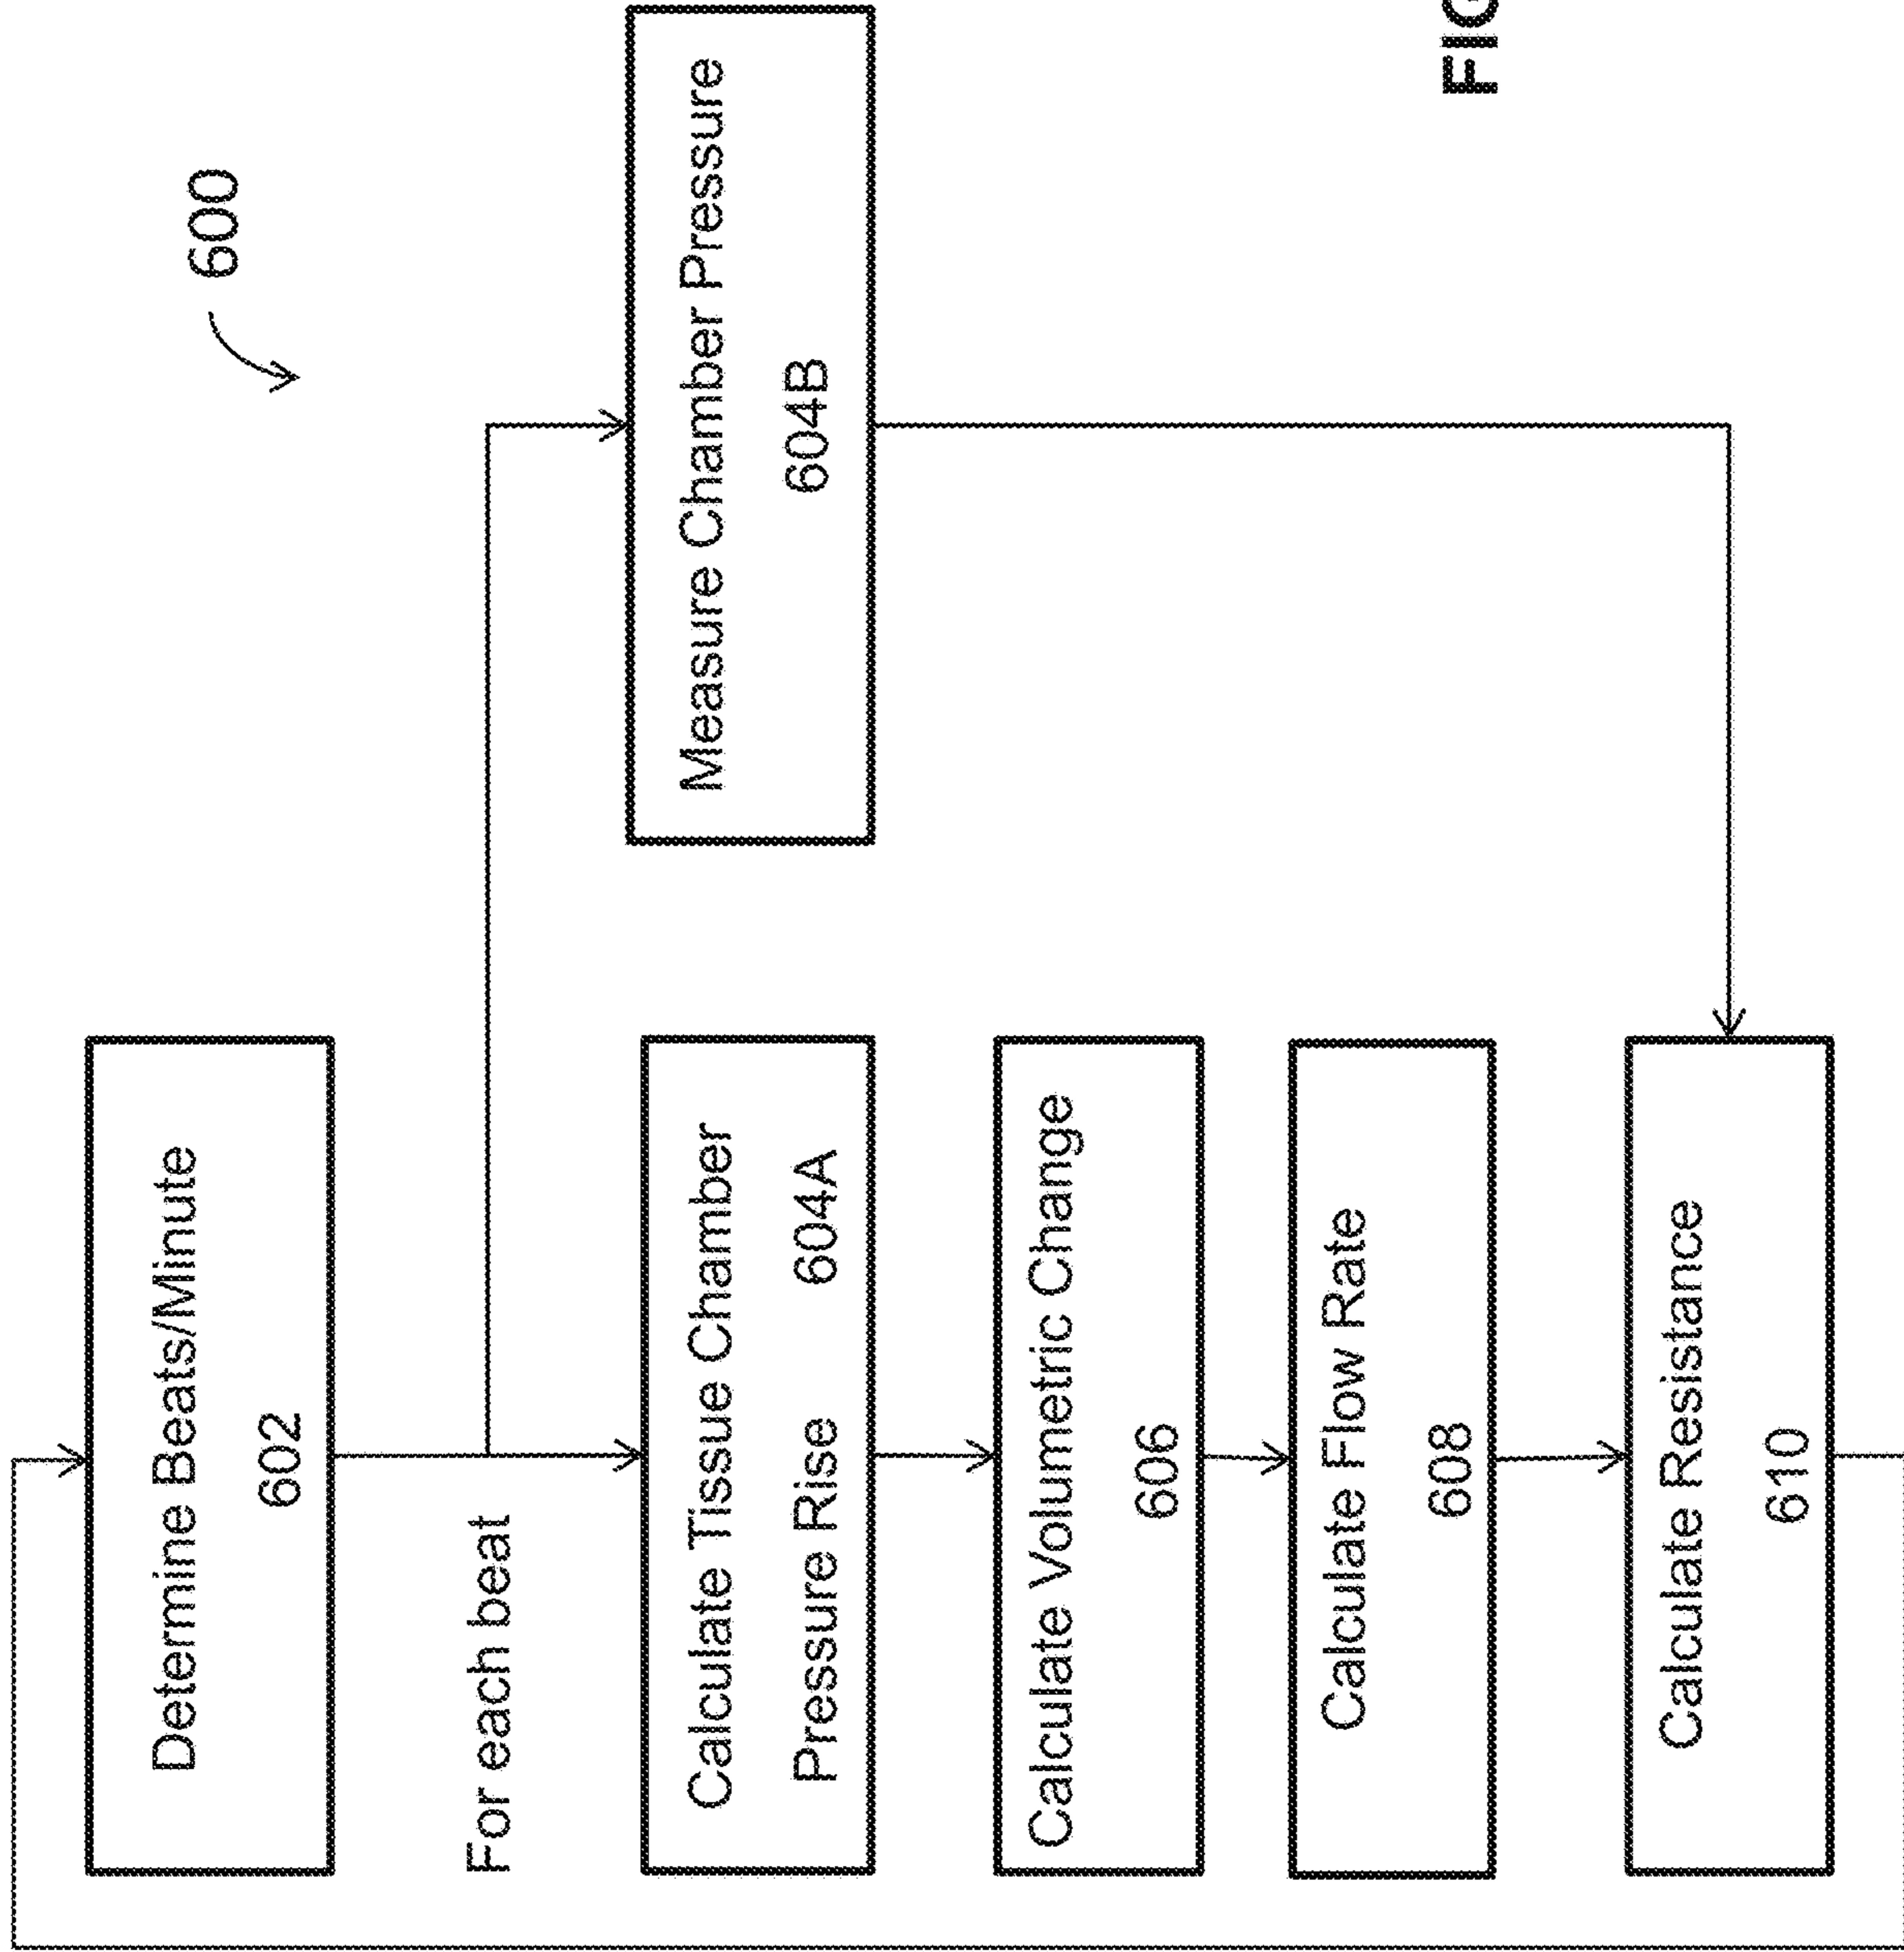 600
Determine Beats/Minute
602
For each beat
Calculate Tissue Chamber
Pressure Rise 604A
Measure Chamber Pressure
604B
Calculate Volumetric Change
606
Calculate Flow Rate
608
Calculate Resistance
610